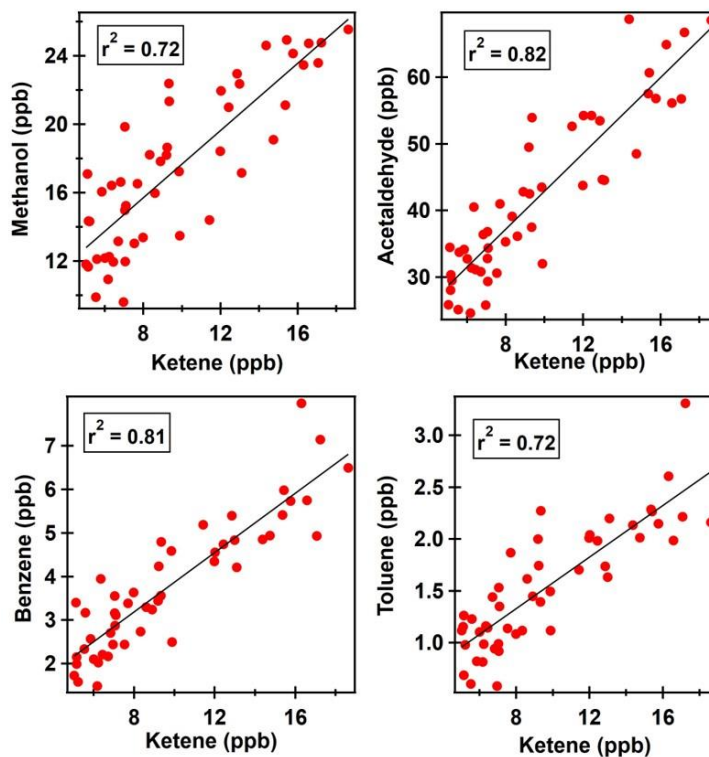 r² = 0.72
24
20
16
12
Methanol (ppb)
8
12
16
Ketene (ppb)
r² = 0.82
60
50
40
30
Acetaldehyde (ppb)
8
12
16
Ketene (ppb)
r² = 0.81
7
6
5
4
3
2
Benzene (ppb)
8
12
16
Ketene (ppb)
r² = 0.72
3.0
2.5
2.0
1.5
1.0
Toluene (ppb)
8
12
16
Ketene (ppb)